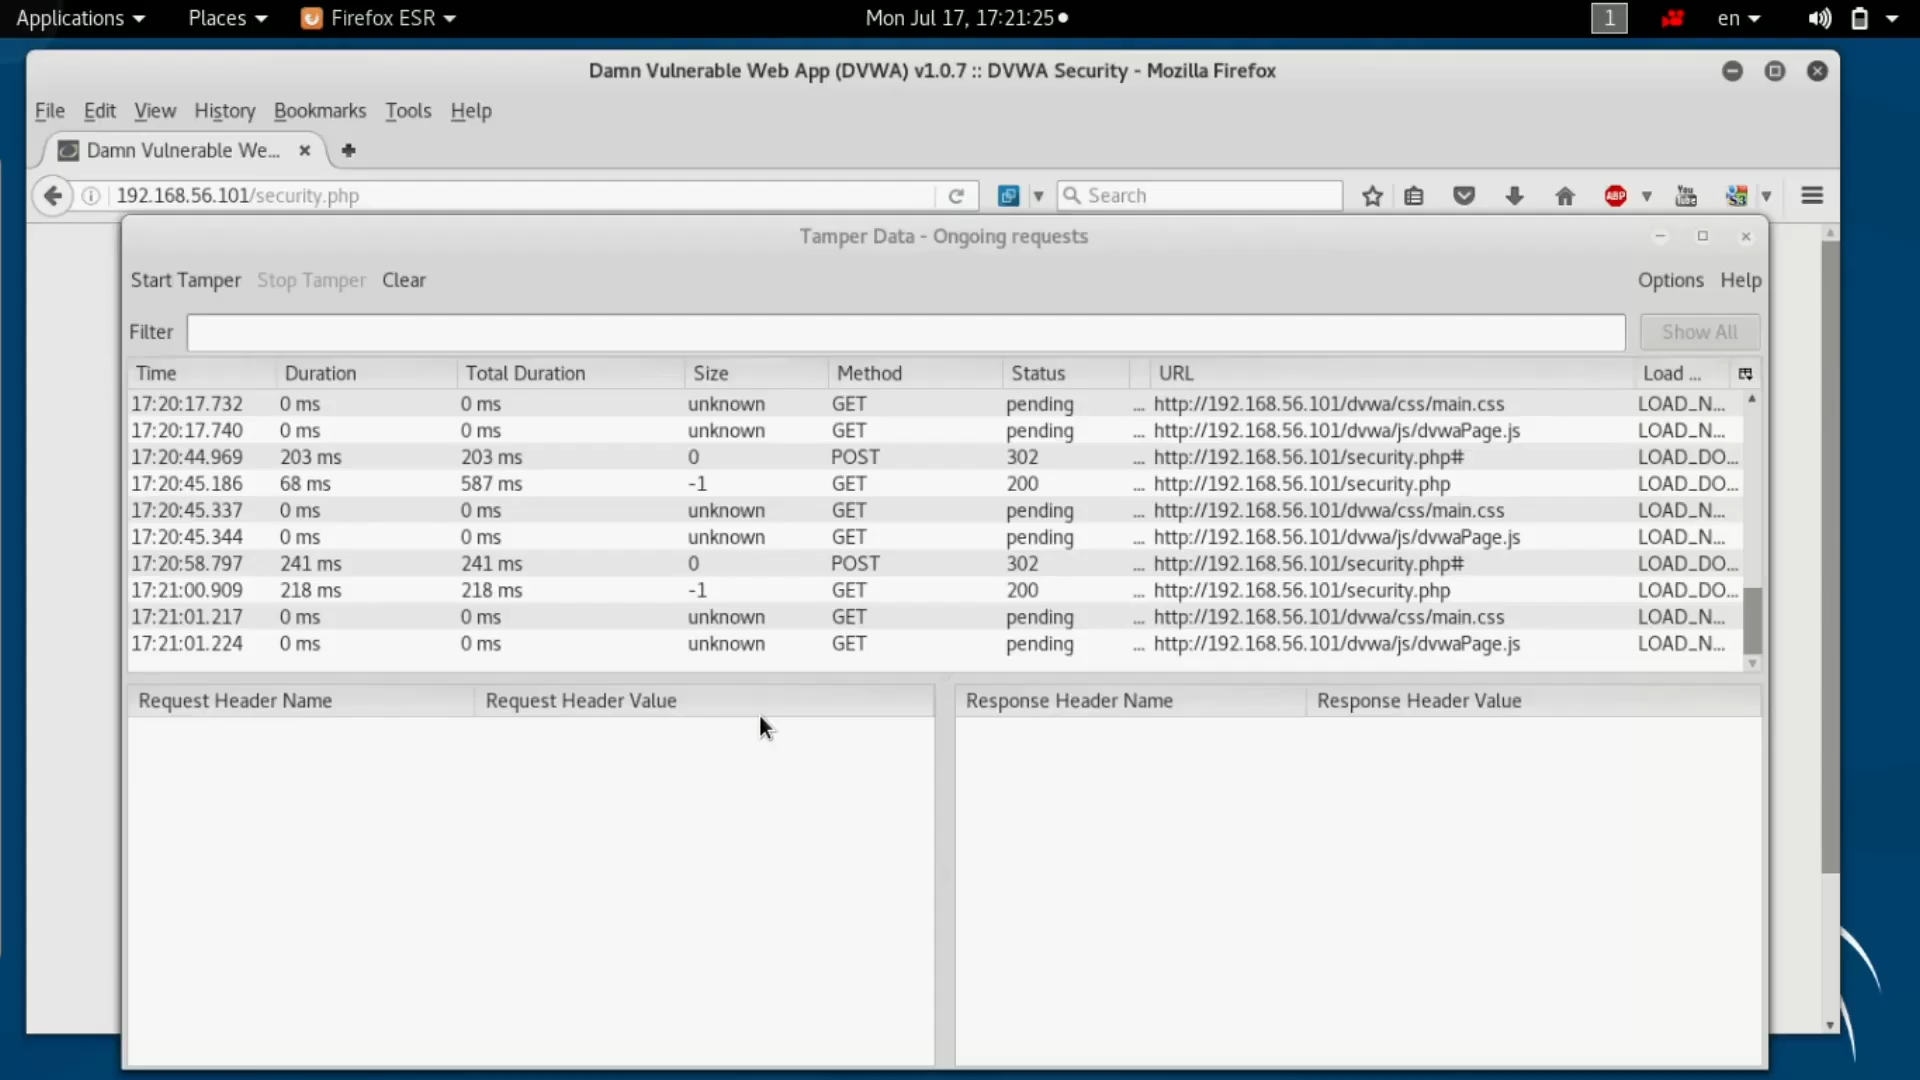 Applications Places Firefox ESR Mon Jul 17, 17:21:25 1 en
Damn Vulnerable Web App (DVWA) v1.0.7 :: DVWA Security - Mozilla Firefox
File Edit View History Bookmarks Tools Help
Damn Vulnerable We...
192.168.56.101/security.php Search ABP You Tube S3
Tamper Data - Ongoing requests
Start Tamper Stop Tamper Clear Options Help
Filter Show All
Time Duration Total Duration Size Method Status URL Load ...
17:20:17.732 0 ms 0 ms unknown GET pending ... http://192.168.56.101/dvwa/css/main.css LOAD_N...
17:20:17.740 0 ms 0 ms unknown GET pending ... http://192.168.56.101/dvwa/js/dvwaPage.js LOAD_N...
17:20:44.969 203 ms 203 ms 0 POST 302 ... http://192.168.56.101/security.php# LOAD_DO...
17:20:45.186 68 ms 587 ms -1 GET 200 ... http://192.168.56.101/security.php LOAD_DO...
17:20:45.337 0 ms 0 ms unknown GET pending ... http://192.168.56.101/dvwa/css/main.css LOAD_N...
17:20:45.344 0 ms 0 ms unknown GET pending ... http://192.168.56.101/dvwa/js/dvwaPage.js LOAD_N...
17:20:58.797 241 ms 241 ms 0 POST 302 ... http://192.168.56.101/security.php# LOAD_DO...
17:21:00.909 218 ms 218 ms -1 GET 200 ... http://192.168.56.101/security.php LOAD_DO...
17:21:01.217 0 ms 0 ms unknown GET pending ... http://192.168.56.101/dvwa/css/main.css LOAD_N...
17:21:01.224 0 ms 0 ms unknown GET pending ... http://192.168.56.101/dvwa/js/dvwaPage.js LOAD_N...
Request Header Name Request Header Value Response Header Name Response Header Value